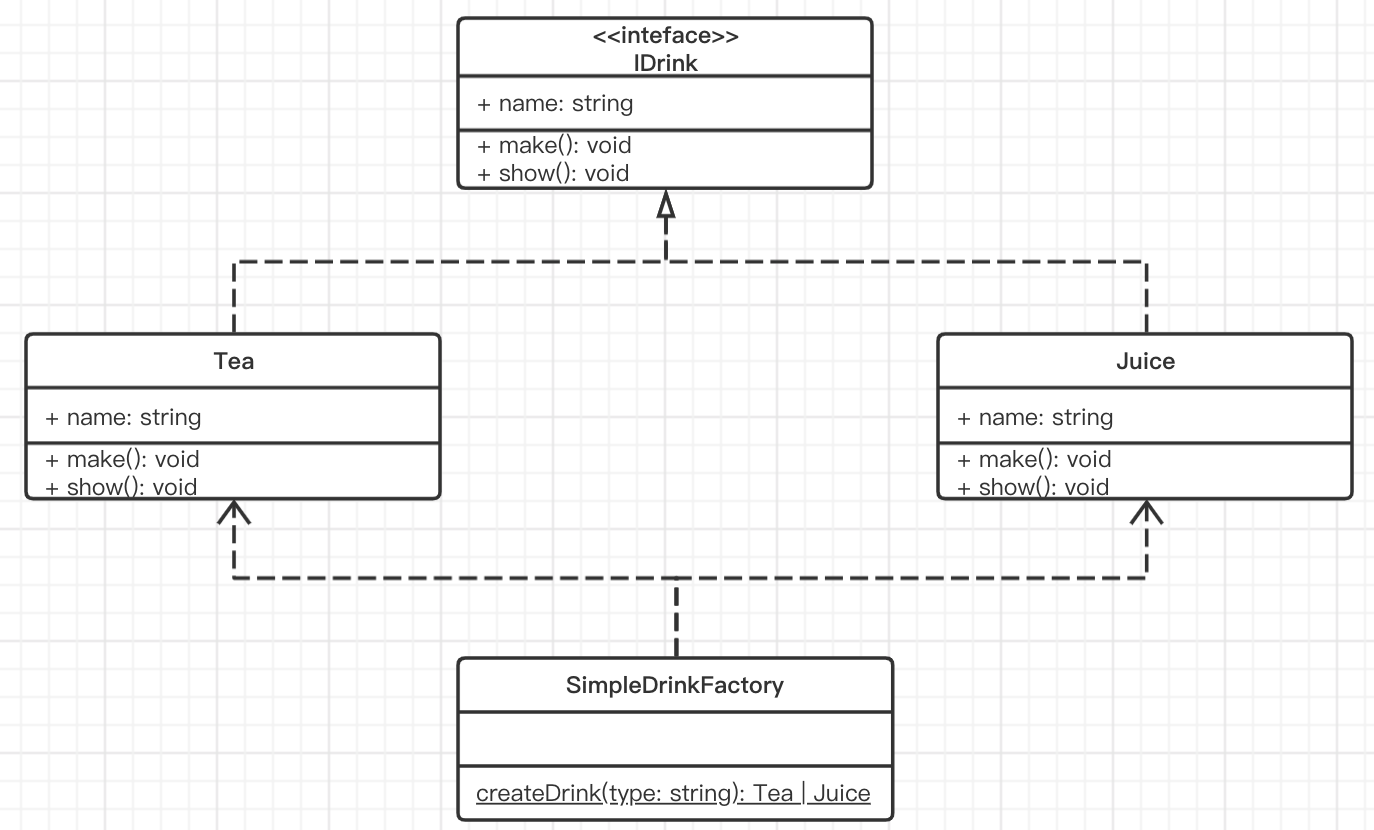 <<inteface>>
IDrink
+ name: string
+ make(): void
+ show(): void
Tea
+ name: string
+ make(): void
+ show(): void
Juice
+ name: string
+ make(): void
+ show(): void
SimpleDrinkFactory
createDrink(type: string): Tea | Juice